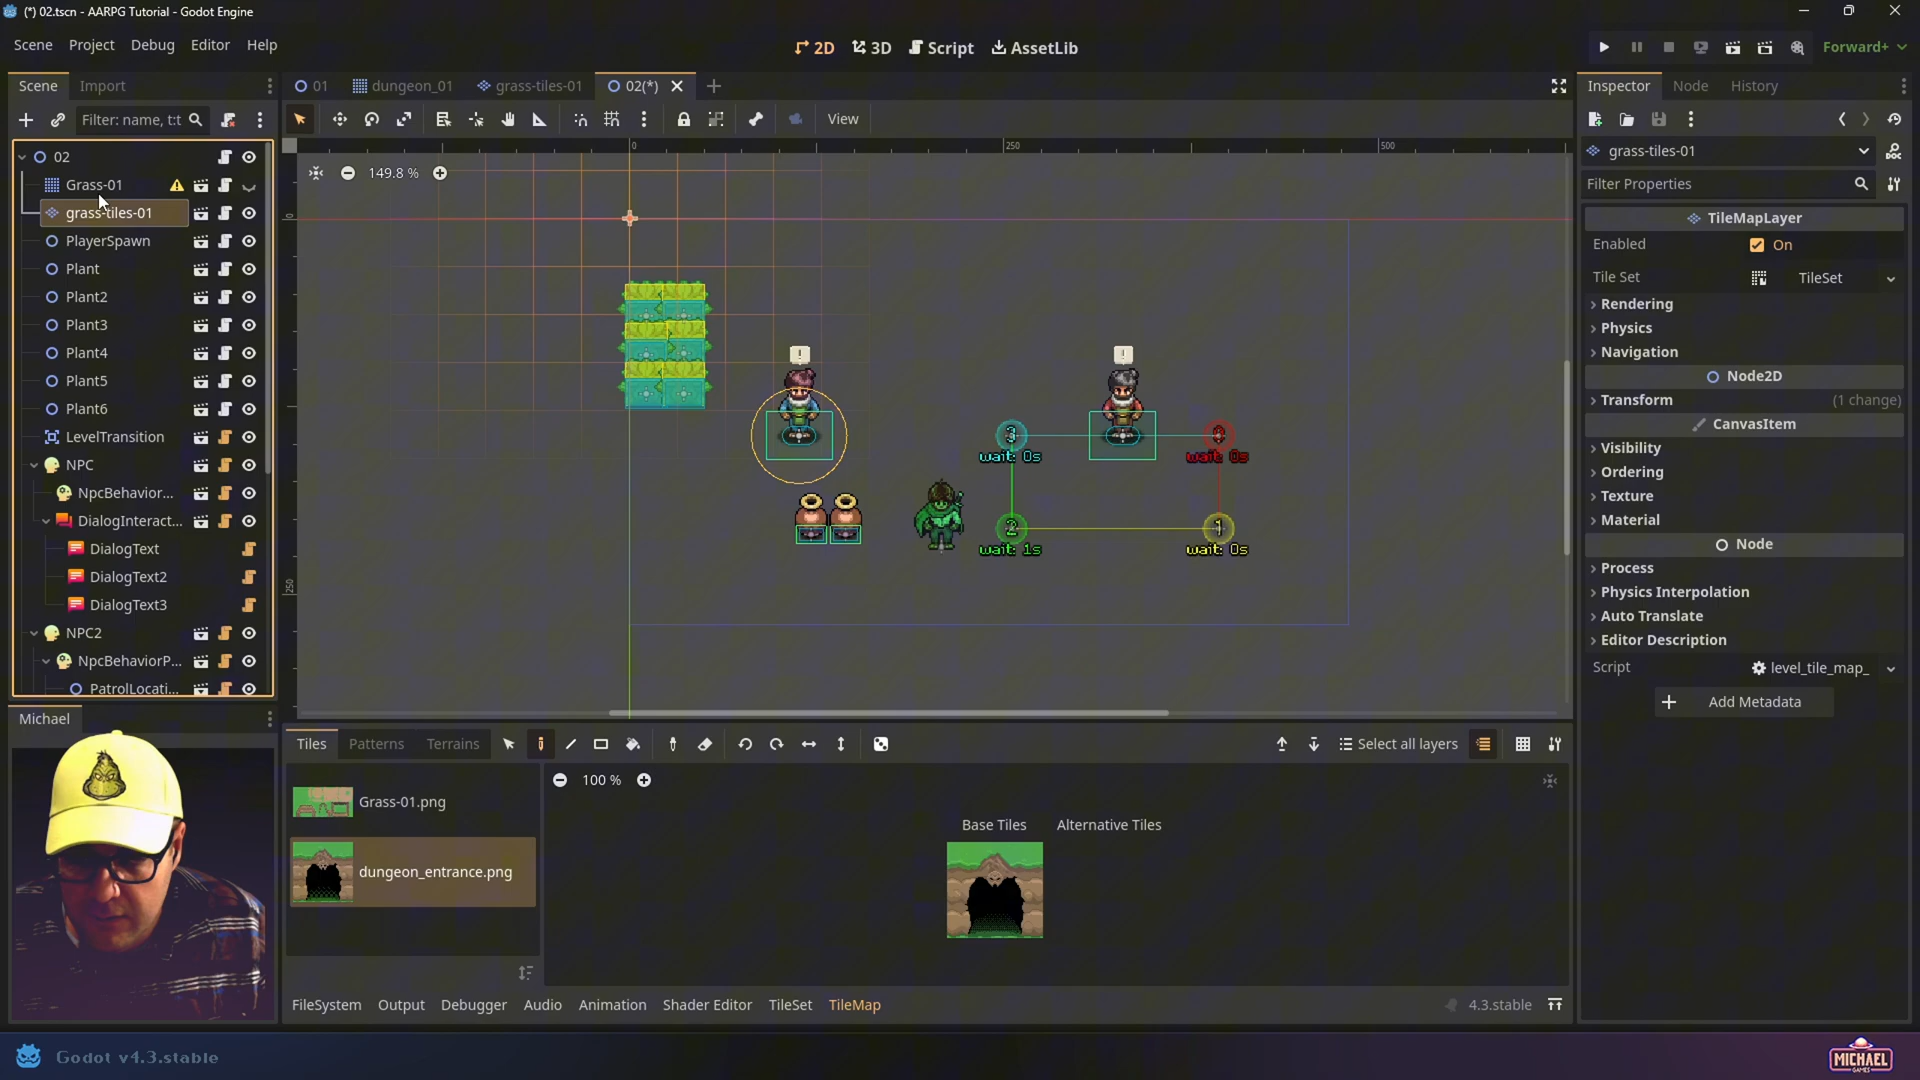 (*) 02.tscn - AARPG Tutorial - Godot Engine
Scene Project Debug Editor Help
2D 3D Script AssetLib
Forward+
Scene Import
01 dungeon_01 grass-tiles-01 02(*)
Inspector Node History
Filter: name, t:t
View
grass-tiles-01
Filter Properties
02
Grass-01
grass-tiles-01
PlayerSpawn
Plant
Plant2
Plant3
Plant4
Plant5
Plant6
LevelTransition
NPC
NpcBehavior...
DialogInteract...
DialogText
DialogText2
DialogText3
NPC2
NpcBehaviorP...
PatrolLocati...
Michael
0 250 500
149.8 %
0
250
!
!
3
wait: 0s
0
wait: 0s
2
wait: 1s
1
wait: 0s
TileMapLayer
Enabled On
Tile Set TileSet
Rendering
Physics
Navigation
Node2D
Transform (1 change)
CanvasItem
Visibility
Ordering
Texture
Material
Node
Process
Physics Interpolation
Auto Translate
Editor Description
Script level_tile_map_
Add Metadata
Tiles Patterns Terrains
Select all layers
Grass-01.png
dungeon_entrance.png
100 %
Base Tiles Alternative Tiles
FileSystem Output Debugger Audio Animation Shader Editor TileSet TileMap
4.3.stable
Godot v4.3.stable
MICHAEL
GAMES